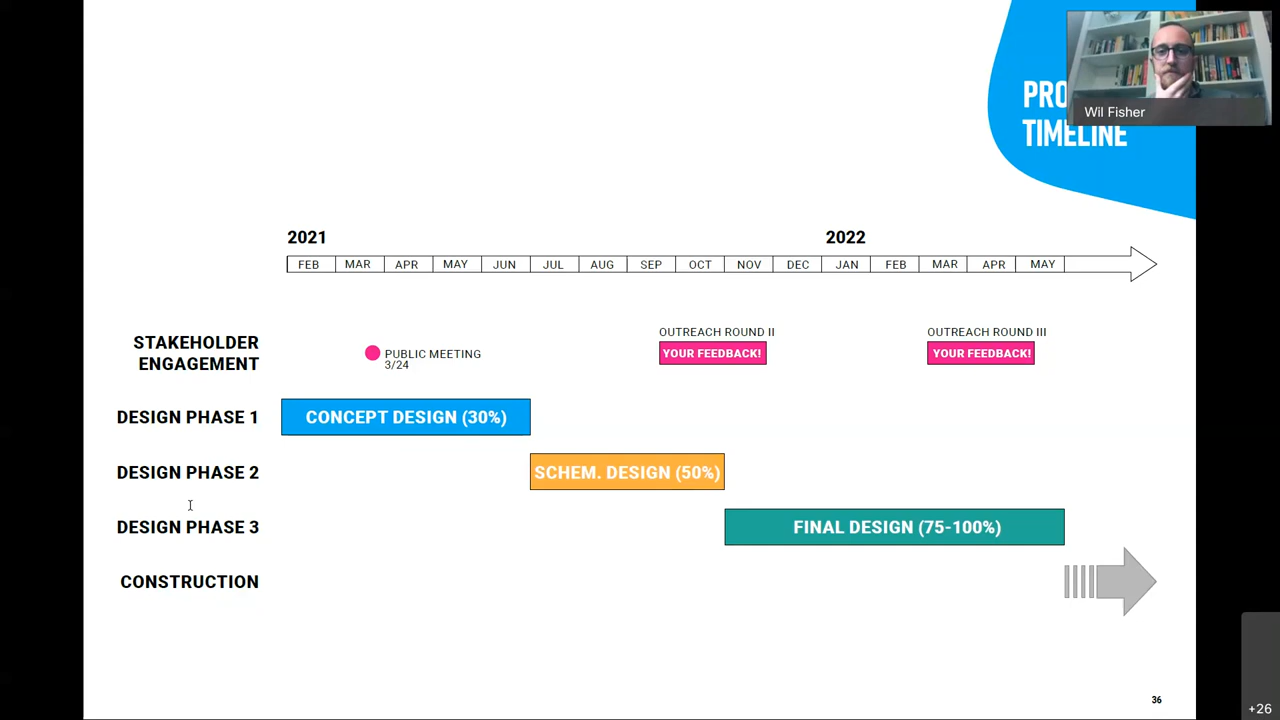 PRO
TIMELINE
Wil Fisher
2021
2022
FEB MAR APR MAY JUN JUL AUG SEP OCT NOV DEC JAN FEB MAR APR MAY
STAKEHOLDER
ENGAGEMENT
PUBLIC MEETING
3/24
OUTREACH ROUND II
YOUR FEEDBACK!
OUTREACH ROUND III
YOUR FEEDBACK!
DESIGN PHASE 1
CONCEPT DESIGN (30%)
DESIGN PHASE 2
SCHEM. DESIGN (50%)
DESIGN PHASE 3
FINAL DESIGN (75-100%)
CONSTRUCTION
36
+26